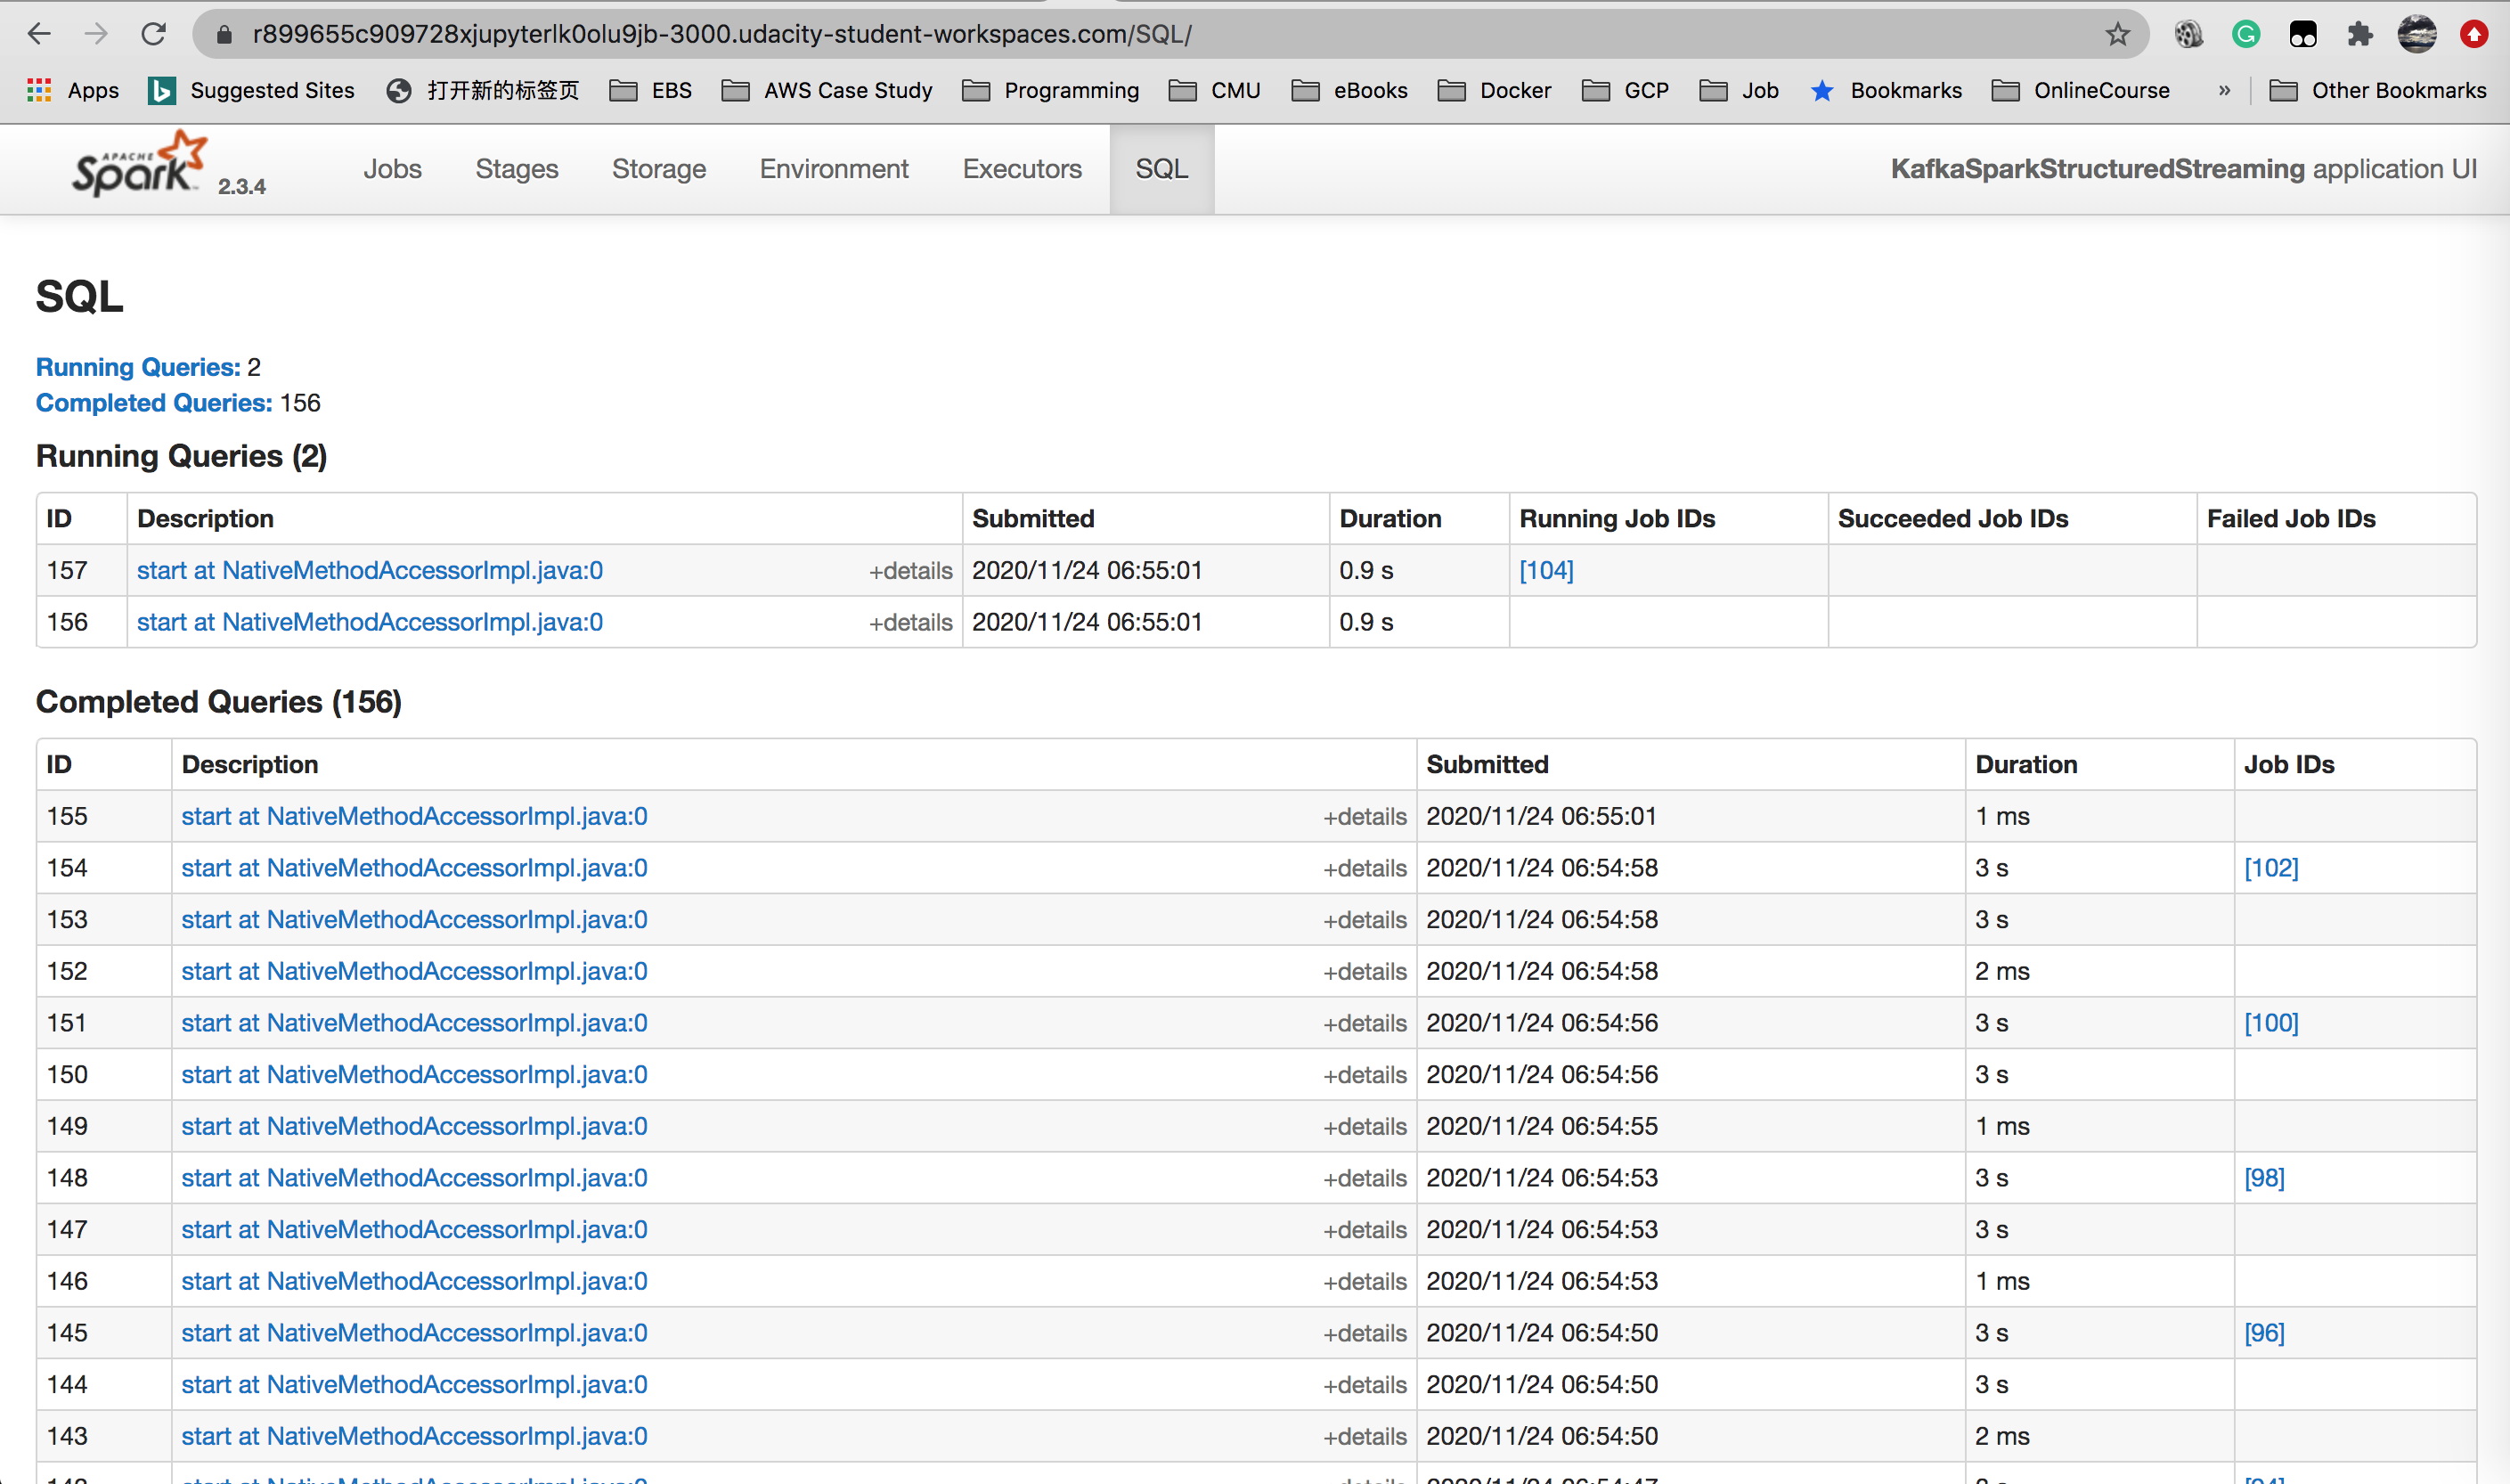 r899655c909728xjupyterlk0olu9jb-3000.udacity-student-workspaces.com/SQL/
Apps Suggested Sites 打开新的标签页 EBS AWS Case Study Programming CMU eBooks Docker GCP Job Bookmarks OnlineCourse » Other Bookmarks
APACHE Spark 2.3.4 Jobs Stages Storage Environment Executors SQL KafkaSparkStructuredStreaming application UI
SQL
Running Queries: 2
Completed Queries: 156
Running Queries (2)
ID Description Submitted Duration Running Job IDs Succeeded Job IDs Failed Job IDs
157 start at NativeMethodAccessorImpl.java:0 +details 2020/11/24 06:55:01 0.9 s [104]
156 start at NativeMethodAccessorImpl.java:0 +details 2020/11/24 06:55:01 0.9 s
Completed Queries (156)
ID Description Submitted Duration Job IDs
155 start at NativeMethodAccessorImpl.java:0 +details 2020/11/24 06:55:01 1 ms
154 start at NativeMethodAccessorImpl.java:0 +details 2020/11/24 06:54:58 3 s [102]
153 start at NativeMethodAccessorImpl.java:0 +details 2020/11/24 06:54:58 3 s
152 start at NativeMethodAccessorImpl.java:0 +details 2020/11/24 06:54:58 2 ms
151 start at NativeMethodAccessorImpl.java:0 +details 2020/11/24 06:54:56 3 s [100]
150 start at NativeMethodAccessorImpl.java:0 +details 2020/11/24 06:54:56 3 s
149 start at NativeMethodAccessorImpl.java:0 +details 2020/11/24 06:54:55 1 ms
148 start at NativeMethodAccessorImpl.java:0 +details 2020/11/24 06:54:53 3 s [98]
147 start at NativeMethodAccessorImpl.java:0 +details 2020/11/24 06:54:53 3 s
146 start at NativeMethodAccessorImpl.java:0 +details 2020/11/24 06:54:53 1 ms
145 start at NativeMethodAccessorImpl.java:0 +details 2020/11/24 06:54:50 3 s [96]
144 start at NativeMethodAccessorImpl.java:0 +details 2020/11/24 06:54:50 3 s
143 start at NativeMethodAccessorImpl.java:0 +details 2020/11/24 06:54:50 2 ms